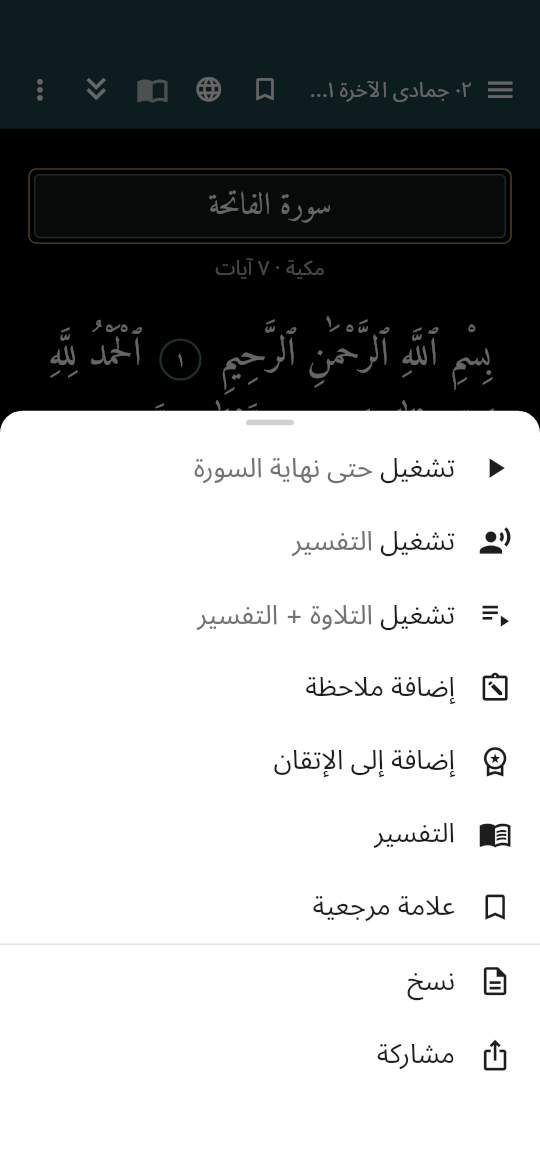 ٠٢ جمادى الآخرة ١...
سورة الفاتحة
مكية · ٧ آيات
بِسْمِ ٱللَّهِ ٱلرَّحْمَٰنِ ٱلرَّحِيمِ ١ ٱلْحَمْدُ لِلَّهِ
تشغيل حتى نهاية السورة
تشغيل التفسير
تشغيل التلاوة + التفسير
إضافة ملاحظة
إضافة إلى الإتقان
التفسير
علامة مرجعية
نسخ
مشاركة